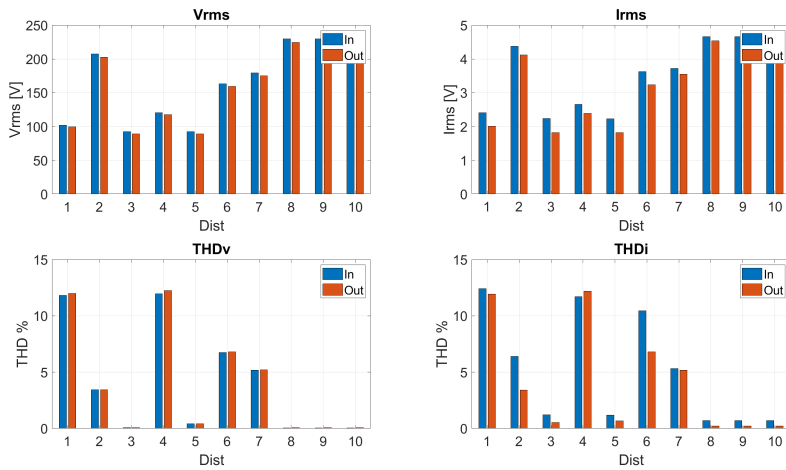 Vrms
250
200
150
100
50
0
Vrms [V]
In
Out
1 2 3 4 5 6 7 8 9 10
Dist
Irms
5
4
3
2
1
0
Irms [V]
In
Out
1 2 3 4 5 6 7 8 9 10
Dist
THDv
15
10
5
0
THD %
In
Out
1 2 3 4 5 6 7 8 9 10
Dist
THDi
15
10
5
0
THD %
In
Out
1 2 3 4 5 6 7 8 9 10
Dist